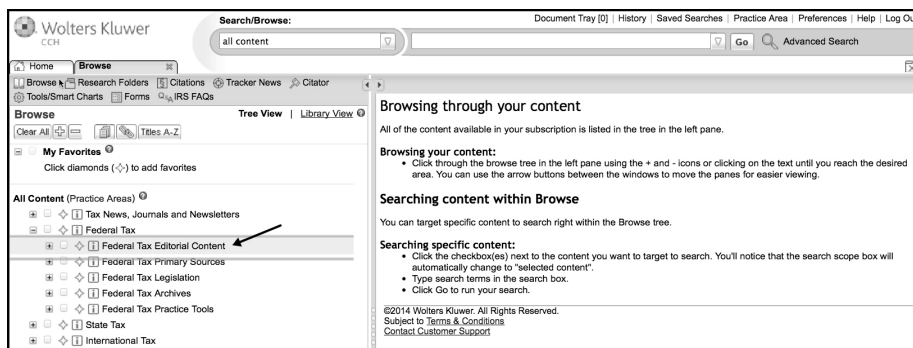 Wolters Kluwer
CCH
Search/Browse:
Document Tray [0] | History | Saved Searches | Practice Area | Preferences | Help | Log Ou
all content
Go
Advanced Search
Home
Browse
Browse
Research Folders
Citations
Tracker News
Citator
Tools/Smart Charts
Forms
IRS FAQs
Browse
Tree View | Library View
Clear All
Titles A-Z
My Favorites
Click diamonds ( ) to add favorites
All Content (Practice Areas)
Tax News, Journals and Newsletters
Federal Tax
Federal Tax Editorial Content
Federal Tax Primary Sources
Federal Tax Legislation
Federal Tax Archives
Federal Tax Practice Tools
State Tax
International Tax
Browsing through your content
All of the content available in your subscription is listed in the tree in the left pane.
Browsing your content:
• Click through the browse tree in the left pane using the + and - icons or clicking on the text until you reach the desired
area. You can use the arrow buttons between the windows to move the panes for easier viewing.
Searching content within Browse
You can target specific content to search right within the Browse tree.
Searching specific content:
• Click the checkbox(es) next to the content you want to target to search. You'll notice that the search scope box will
automatically change to "selected content".
• Type search terms in the search box.
• Click Go to run your search.
©2014 Wolters Kluwer. All Rights Reserved.
Subject to Terms & Conditions
Contact Customer Support